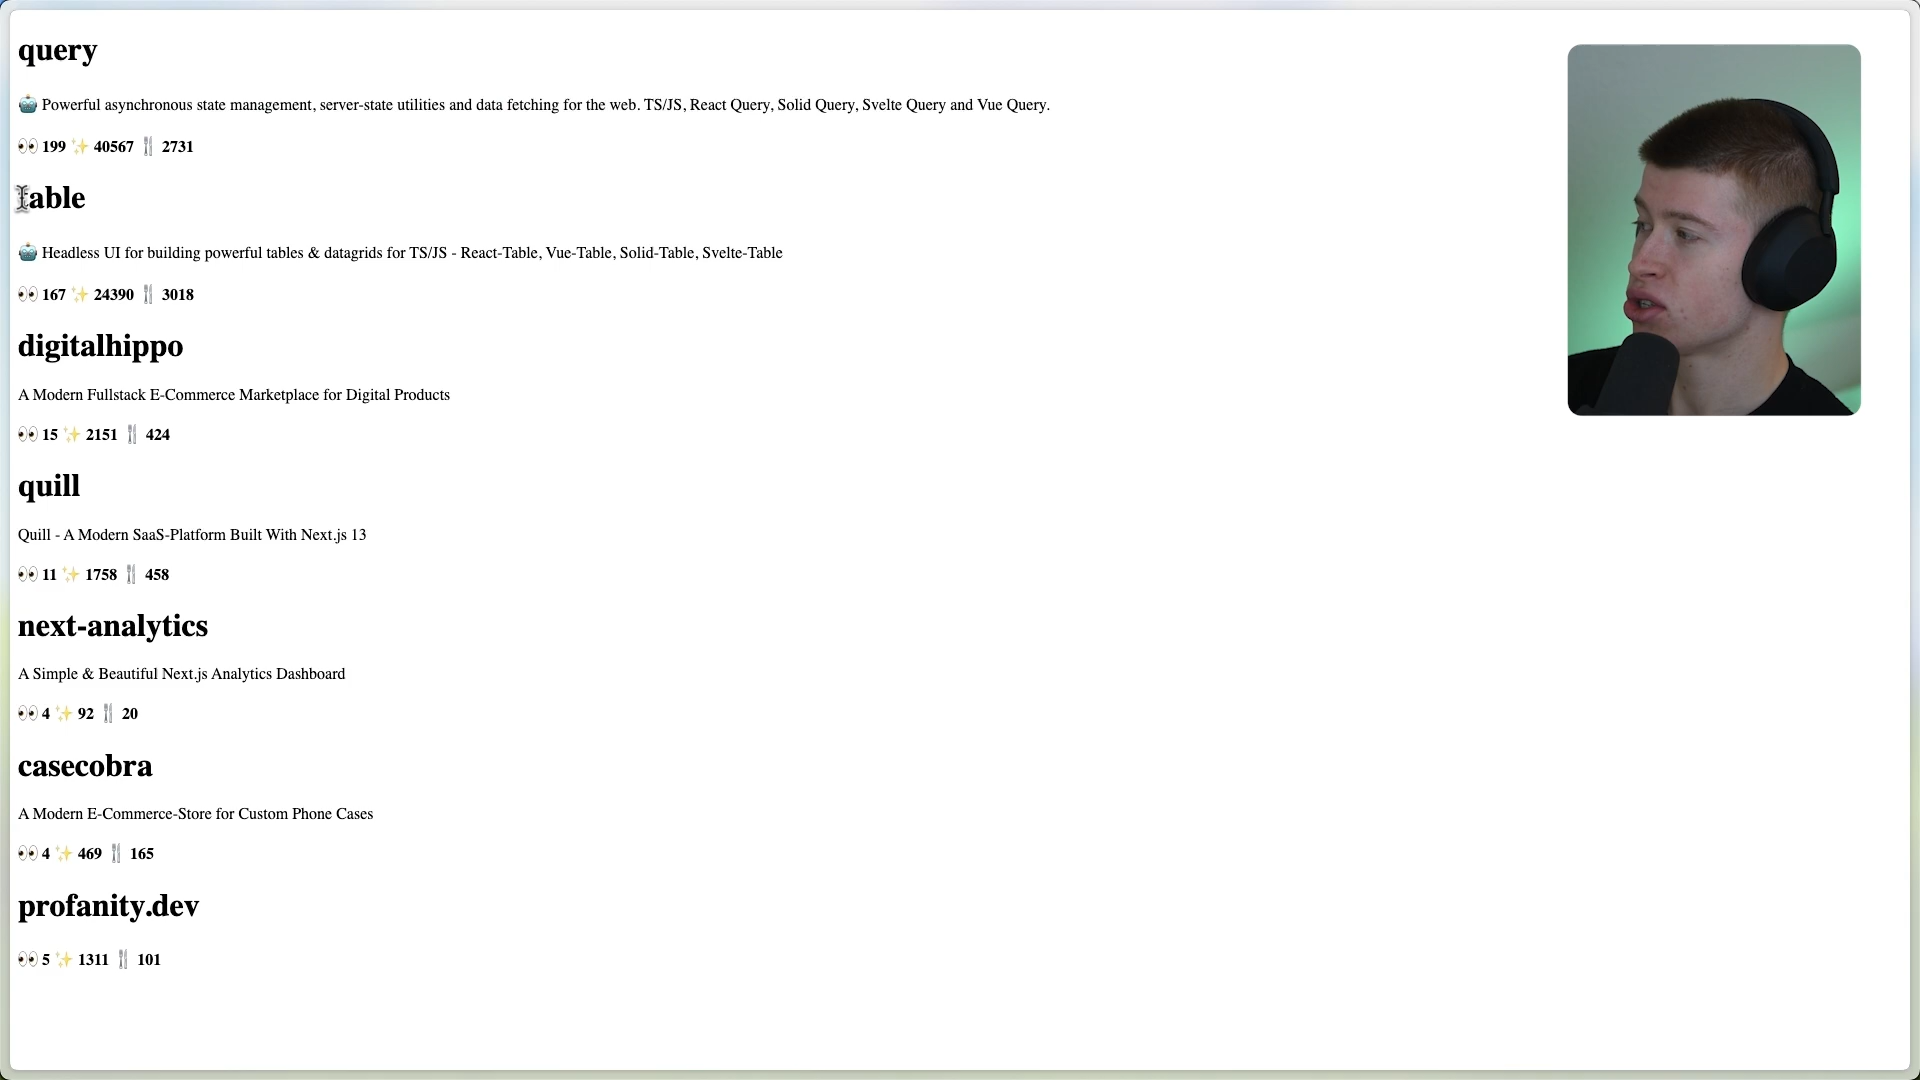 query
🤖 Powerful asynchronous state management, server-state utilities and data fetching for the web. TS/JS, React Query, Solid Query, Svelte Query and Vue Query.
👀 199 ✨ 40567 🍴 2731
table
🤖 Headless UI for building powerful tables & datagrids for TS/JS - React-Table, Vue-Table, Solid-Table, Svelte-Table
👀 167 ✨ 24390 🍴 3018
digitalhippo
A Modern Fullstack E-Commerce Marketplace for Digital Products
👀 15 ✨ 2151 🍴 424
quill
Quill - A Modern SaaS-Platform Built With Next.js 13
👀 11 ✨ 1758 🍴 458
next-analytics
A Simple & Beautiful Next.js Analytics Dashboard
👀 4 ✨ 92 🍴 20
casecobra
A Modern E-Commerce-Store for Custom Phone Cases
👀 4 ✨ 469 🍴 165
profanity.dev
👀 5 ✨ 1311 🍴 101